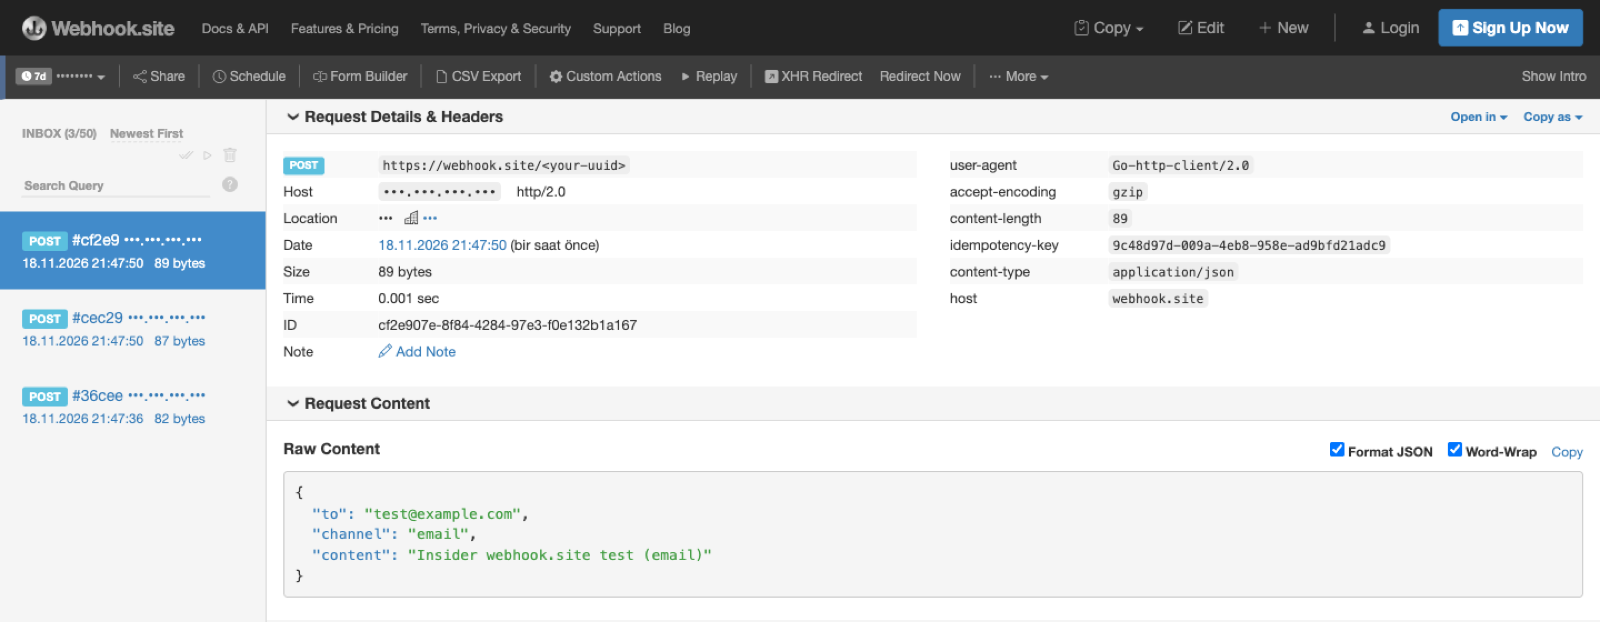 Webhook.site Docs & API Features & Pricing Terms, Privacy & Security Support Blog Copy Edit New Login Sign Up Now
7d •••••••• Share Schedule Form Builder CSV Export Custom Actions Replay XHR Redirect Redirect Now ··· More Show Intro
INBOX (3/50) Newest First
Search Query ?
POST #cf2e9 •••.•••.•••.•••
18.11.2026 21:47:50 89 bytes
POST #cec29 •••.•••.•••.•••
18.11.2026 21:47:50 87 bytes
POST #36cee •••.•••.•••.•••
18.11.2026 21:47:36 82 bytes
Request Details & Headers Open in Copy as
POST https://webhook.site/<your-uuid>
Host •••.•••.•••.••• http/2.0
Location ••• •••
Date 18.11.2026 21:47:50 (bir saat önce)
Size 89 bytes
Time 0.001 sec
ID cf2e907e-8f84-4284-97e3-f0e132b1a167
Note Add Note
user-agent Go-http-client/2.0
accept-encoding gzip
content-length 89
idempotency-key 9c48d97d-009a-4eb8-958e-ad9bfd21adc9
content-type application/json
host webhook.site
Request Content
Raw Content Format JSON Word-Wrap Copy
{
"to": "test@example.com",
"channel": "email",
"content": "Insider webhook.site test (email)"
}